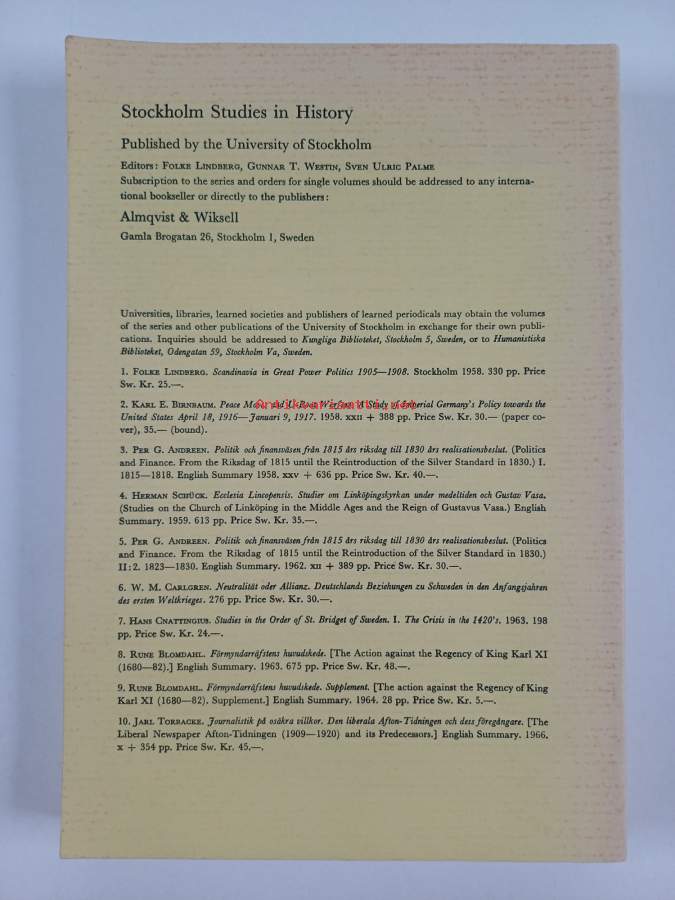 Stockholm Studies in History
Published by the University of Stockholm
Editors: Folke Lindberg, Gunnar T. Westin, Sven Ulric Palme
Subscription to the series and orders for single volumes should be addressed to any interna-
tional bookseller or directly to the publishers:
Almqvist & Wiksell
Gamla Brogatan 26, Stockholm 1, Sweden
Universities, libraries, learned societies and publishers of learned periodicals may obtain the volumes
of the series and other publications of the University of Stockholm in exchange for their own publi-
cations. Inquiries should be addressed to Kungliga Biblioteket, Stockholm 5, Sweden, or to Humanistiska
Biblioteket, Odengatan 59, Stockholm Va, Sweden.
1. Folke Lindberg. Scandinavia in Great Power Politics 1905—1908. Stockholm 1958. 330 pp. Price
Sw. Kr. 25.—.
2. Karl E. Birnbaum. Peace Moves and U-Boat Warfare. A Study of Imperial Germany's Policy towards the
Antikvariaatti.net
United States April 18, 1916—Januari 9, 1917. 1958. xxii + 388 pp. Price Sw. Kr. 30.— (paper co-
ver), 35.— (bound).
3. Per G. Andreen. Politik och finansväsen från 1815 års riksdag till 1830 års realisationsbeslut. (Politics
and Finance. From the Riksdag of 1815 until the Reintroduction of the Silver Standard in 1830.) I.
1815—1818. English Summary 1958. xxv + 636 pp. Price Sw. Kr. 40.—.
4. Herman Schück. Ecclesia Lincopensis. Studier om Linköpingskyrkan under medeltiden och Gustav Vasa.
(Studies on the Church of Linköping in the Middle Ages and the Reign of Gustavus Vasa.) English
Summary. 1959. 613 pp. Price Sw. Kr. 35.—.
5. Per G. Andreen. Politik och finansväsen från 1815 års riksdag till 1830 års realisationsbeslut. (Politics
and Finance. From the Riksdag of 1815 until the Reintroduction of the Silver Standard in 1830.)
II: 2. 1823—1830. English Summary. 1962. xii + 389 pp. Price Sw. Kr. 30.—.
6. W. M. Carlgren. Neutralität oder Allianz. Deutschlands Beziehungen zu Schweden in den Anfangsjahren
des ersten Weltkrieges. 276 pp. Price Sw. Kr. 30.—.
7. Hans Cnattingius. Studies in the Order of St. Bridget of Sweden. I. The Crisis in the 1420's. 1963. 198
pp. Price Sw. Kr. 24.—.
8. Rune Blomdahl. Förmyndarräfstens huvudskede. [The Action against the Regency of King Karl XI
(1680—82).] English Summary. 1963. 675 pp. Price Sw. Kr. 48.—.
9. Rune Blomdahl. Förmyndarräfstens huvudskede. Supplement. [The action against the Regency of King
Karl XI (1680—82). Supplement.] English Summary. 1964. 28 pp. Price Sw. Kr. 5.—.
10. Jarl Torbacke. Journalistik på osäkra villkor. Den liberala Afton-Tidningen och dess föregångare. [The
Liberal Newspaper Afton-Tidningen (1909—1920) and its Predecessors.] English Summary. 1966.
x + 354 pp. Price Sw. Kr. 45.—.